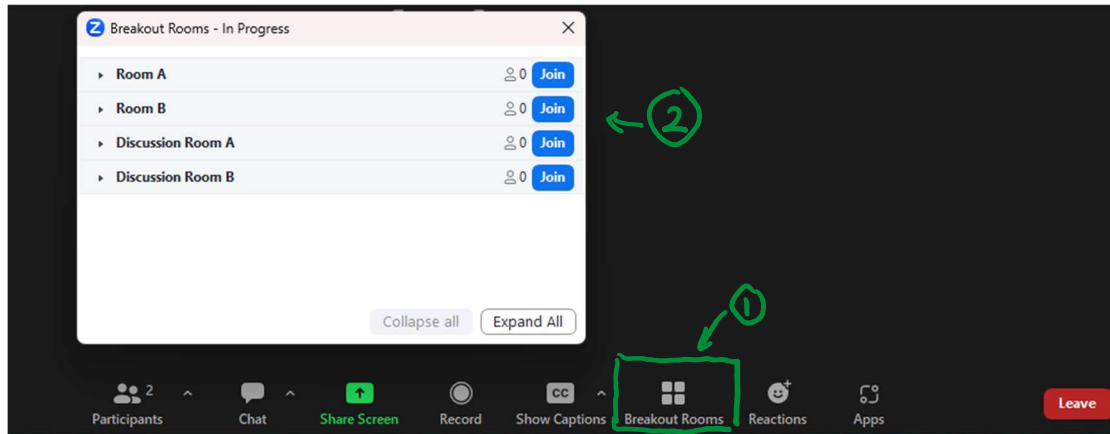 Breakout Rooms - In Progress
Room A 0 Join
Room B 0 Join
2
Discussion Room A 0 Join
Discussion Room B 0 Join
Collapse all Expand All
1
2
Participants Chat Share Screen Record CC Show Captions Breakout Rooms Reactions Apps Leave